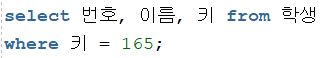 select 번호, 이름, 키 from 학생
where 키 = 165;